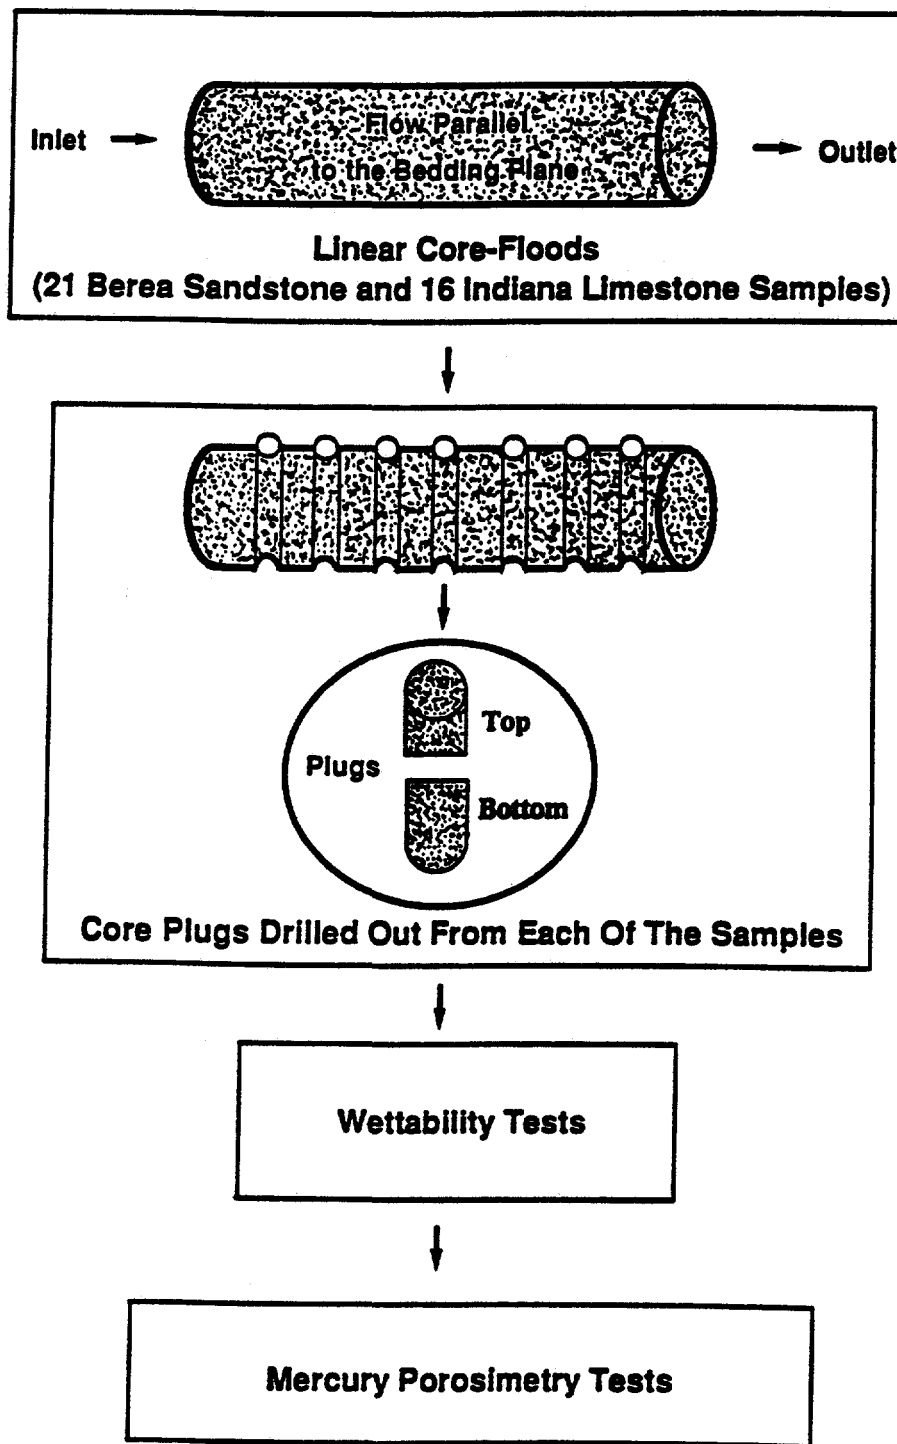 Inlet
Flow Parallel
to the Bedding Plane
Outlet
Linear Core-Floods
(21 Berea Sandstone and 16 Indiana Limestone Samples)
Plugs
Top
Bottom
Core Plugs Drilled Out From Each Of The Samples
Wettability Tests
Mercury Porosimetry Tests